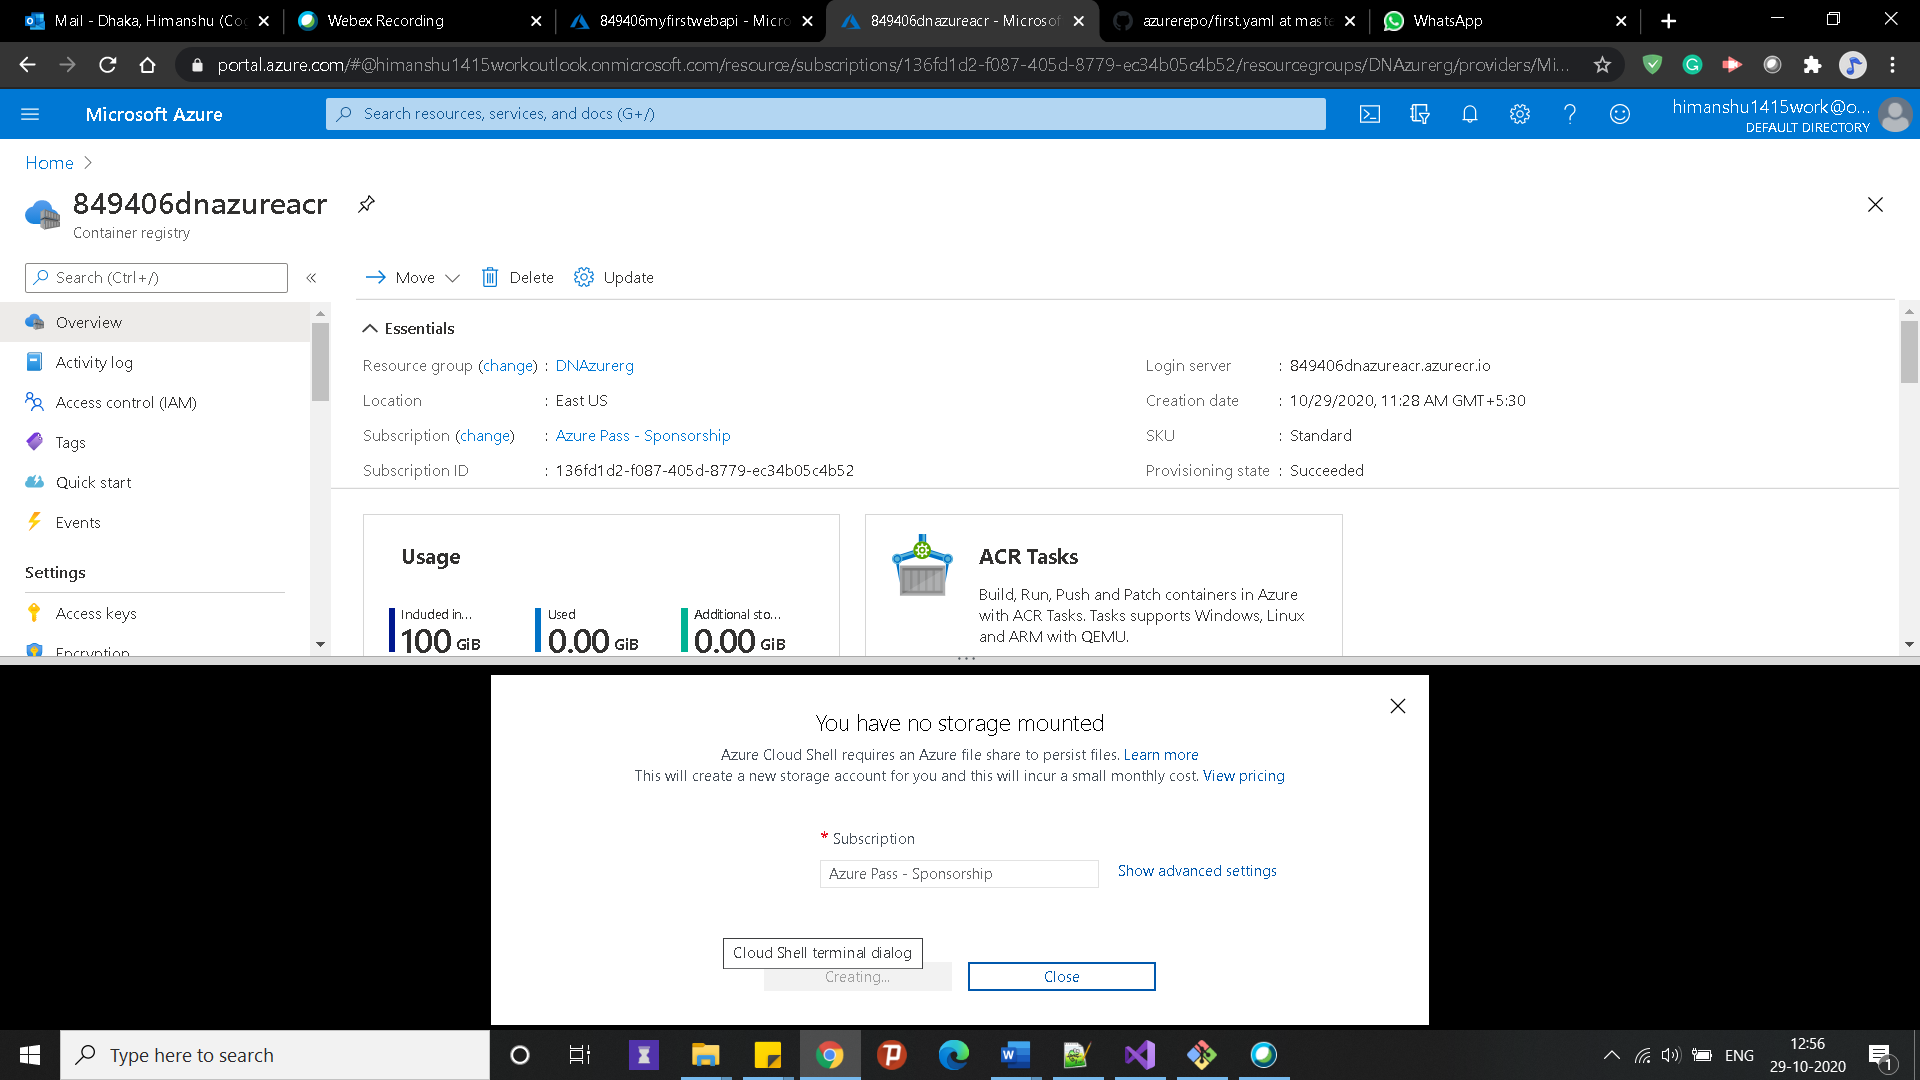 Mail - Dhaka, Himanshu (Co
Webex Recording
849406myfirstwebapi - Micro
849406dnazureacr - Microsof
azurerepo/first.yaml at maste
WhatsApp
portal.azure.com/#@himanshu1415workoutlook.onmicrosoft.com/resource/subscriptions/136fd1d2-f087-405d-8779-ec34b05c4b52/resourcegroups/DNAzurerg/providers/Mi...
Microsoft Azure
Search resources, services, and docs (G+/)
himanshu1415work@o...
DEFAULT DIRECTORY
Home
849406dnazureacr
Container registry
Search (Ctrl+/)
Move
Delete
Update
Overview
Activity log
Access control (IAM)
Tags
Quick start
Events
Settings
Access keys
Encryption
Essentials
Resource group (change) : DNAzurerg
Location : East US
Subscription (change) : Azure Pass - Sponsorship
Subscription ID : 136fd1d2-f087-405d-8779-ec34b05c4b52
Login server : 849406dnazureacr.azurecr.io
Creation date : 10/29/2020, 11:28 AM GMT+5:30
SKU : Standard
Provisioning state : Succeeded
Usage
Included in...
100 GiB
Used
0.00 GiB
Additional sto...
0.00 GiB
ACR Tasks
Build, Run, Push and Patch containers in Azure
with ACR Tasks. Tasks supports Windows, Linux
and ARM with QEMU.
You have no storage mounted
Azure Cloud Shell requires an Azure file share to persist files. Learn more
This will create a new storage account for you and this will incur a small monthly cost. View pricing
* Subscription
Azure Pass - Sponsorship
Show advanced settings
Cloud Shell terminal dialog
Creating...
Close
Type here to search
ENG
12:56
29-10-2020
1